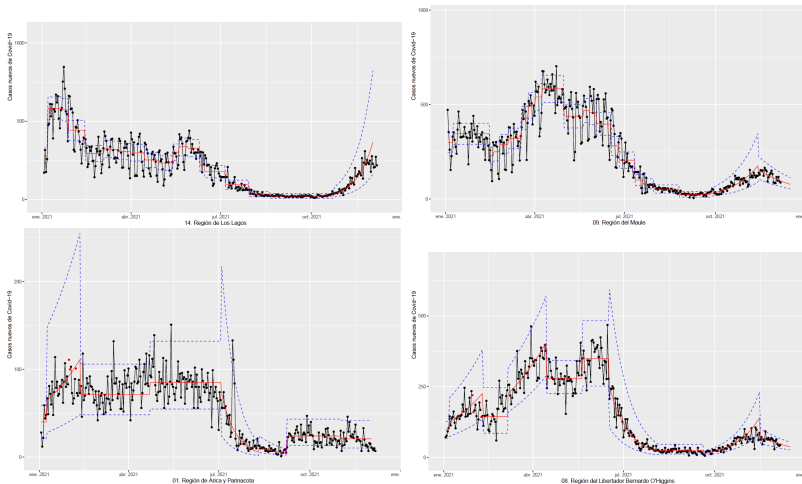 Casos nuevos de Covid−19
1000
500
0
ene. 2021
abr. 2021
jul. 2021
oct. 2021
ene.
14. Región de Los Lagos
Casos nuevos de Covid−19
1000
500
0
ene. 2021
abr. 2021
jul. 2021
oct. 2021
ene.
09. Región del Maule
Casos nuevos de Covid−19
200
100
0
ene. 2021
abr. 2021
jul. 2021
oct. 2021
ene.
01. Región de Arica y Parinacota
Casos nuevos de Covid−19
500
250
0
ene. 2021
abr. 2021
jul. 2021
oct. 2021
ene.
08. Región del Libertador Bernardo O'Higgins